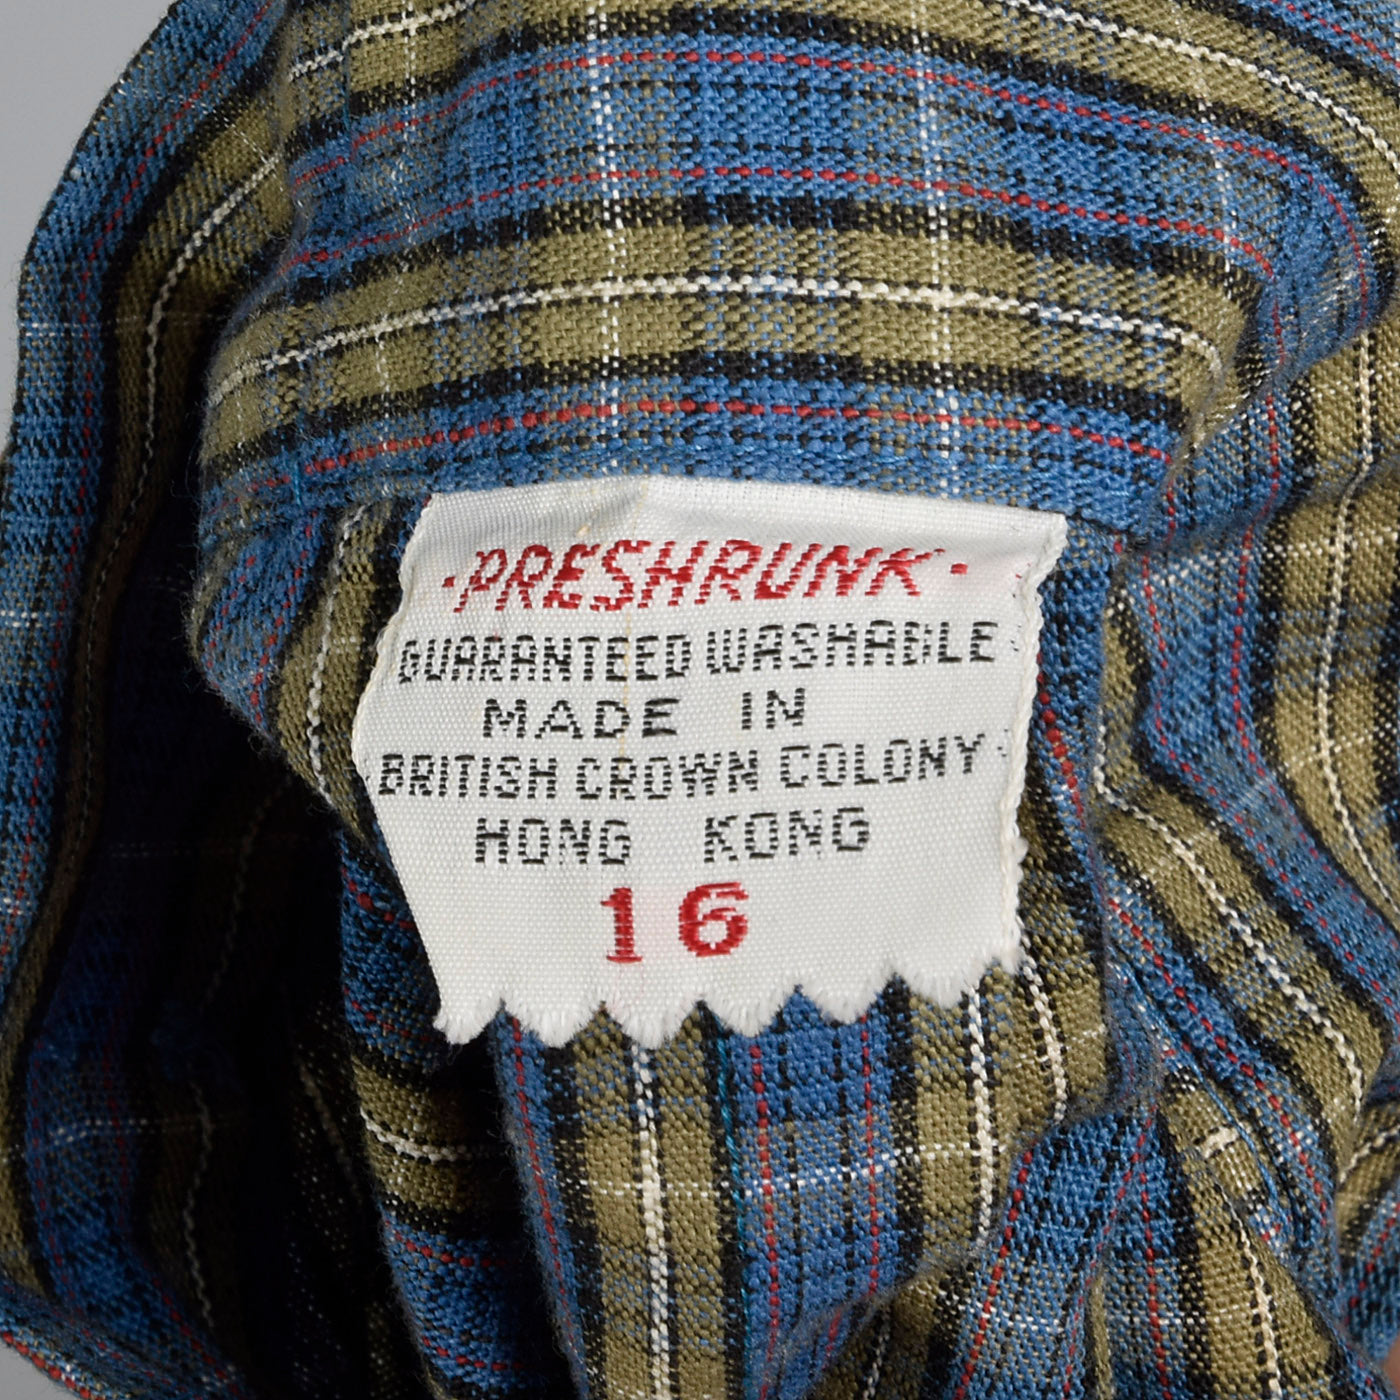 ·PRESHRUNK·
GUARANTEED WASHABLE
MADE IN
BRITISH CROWN COLONY
HONG KONG
16